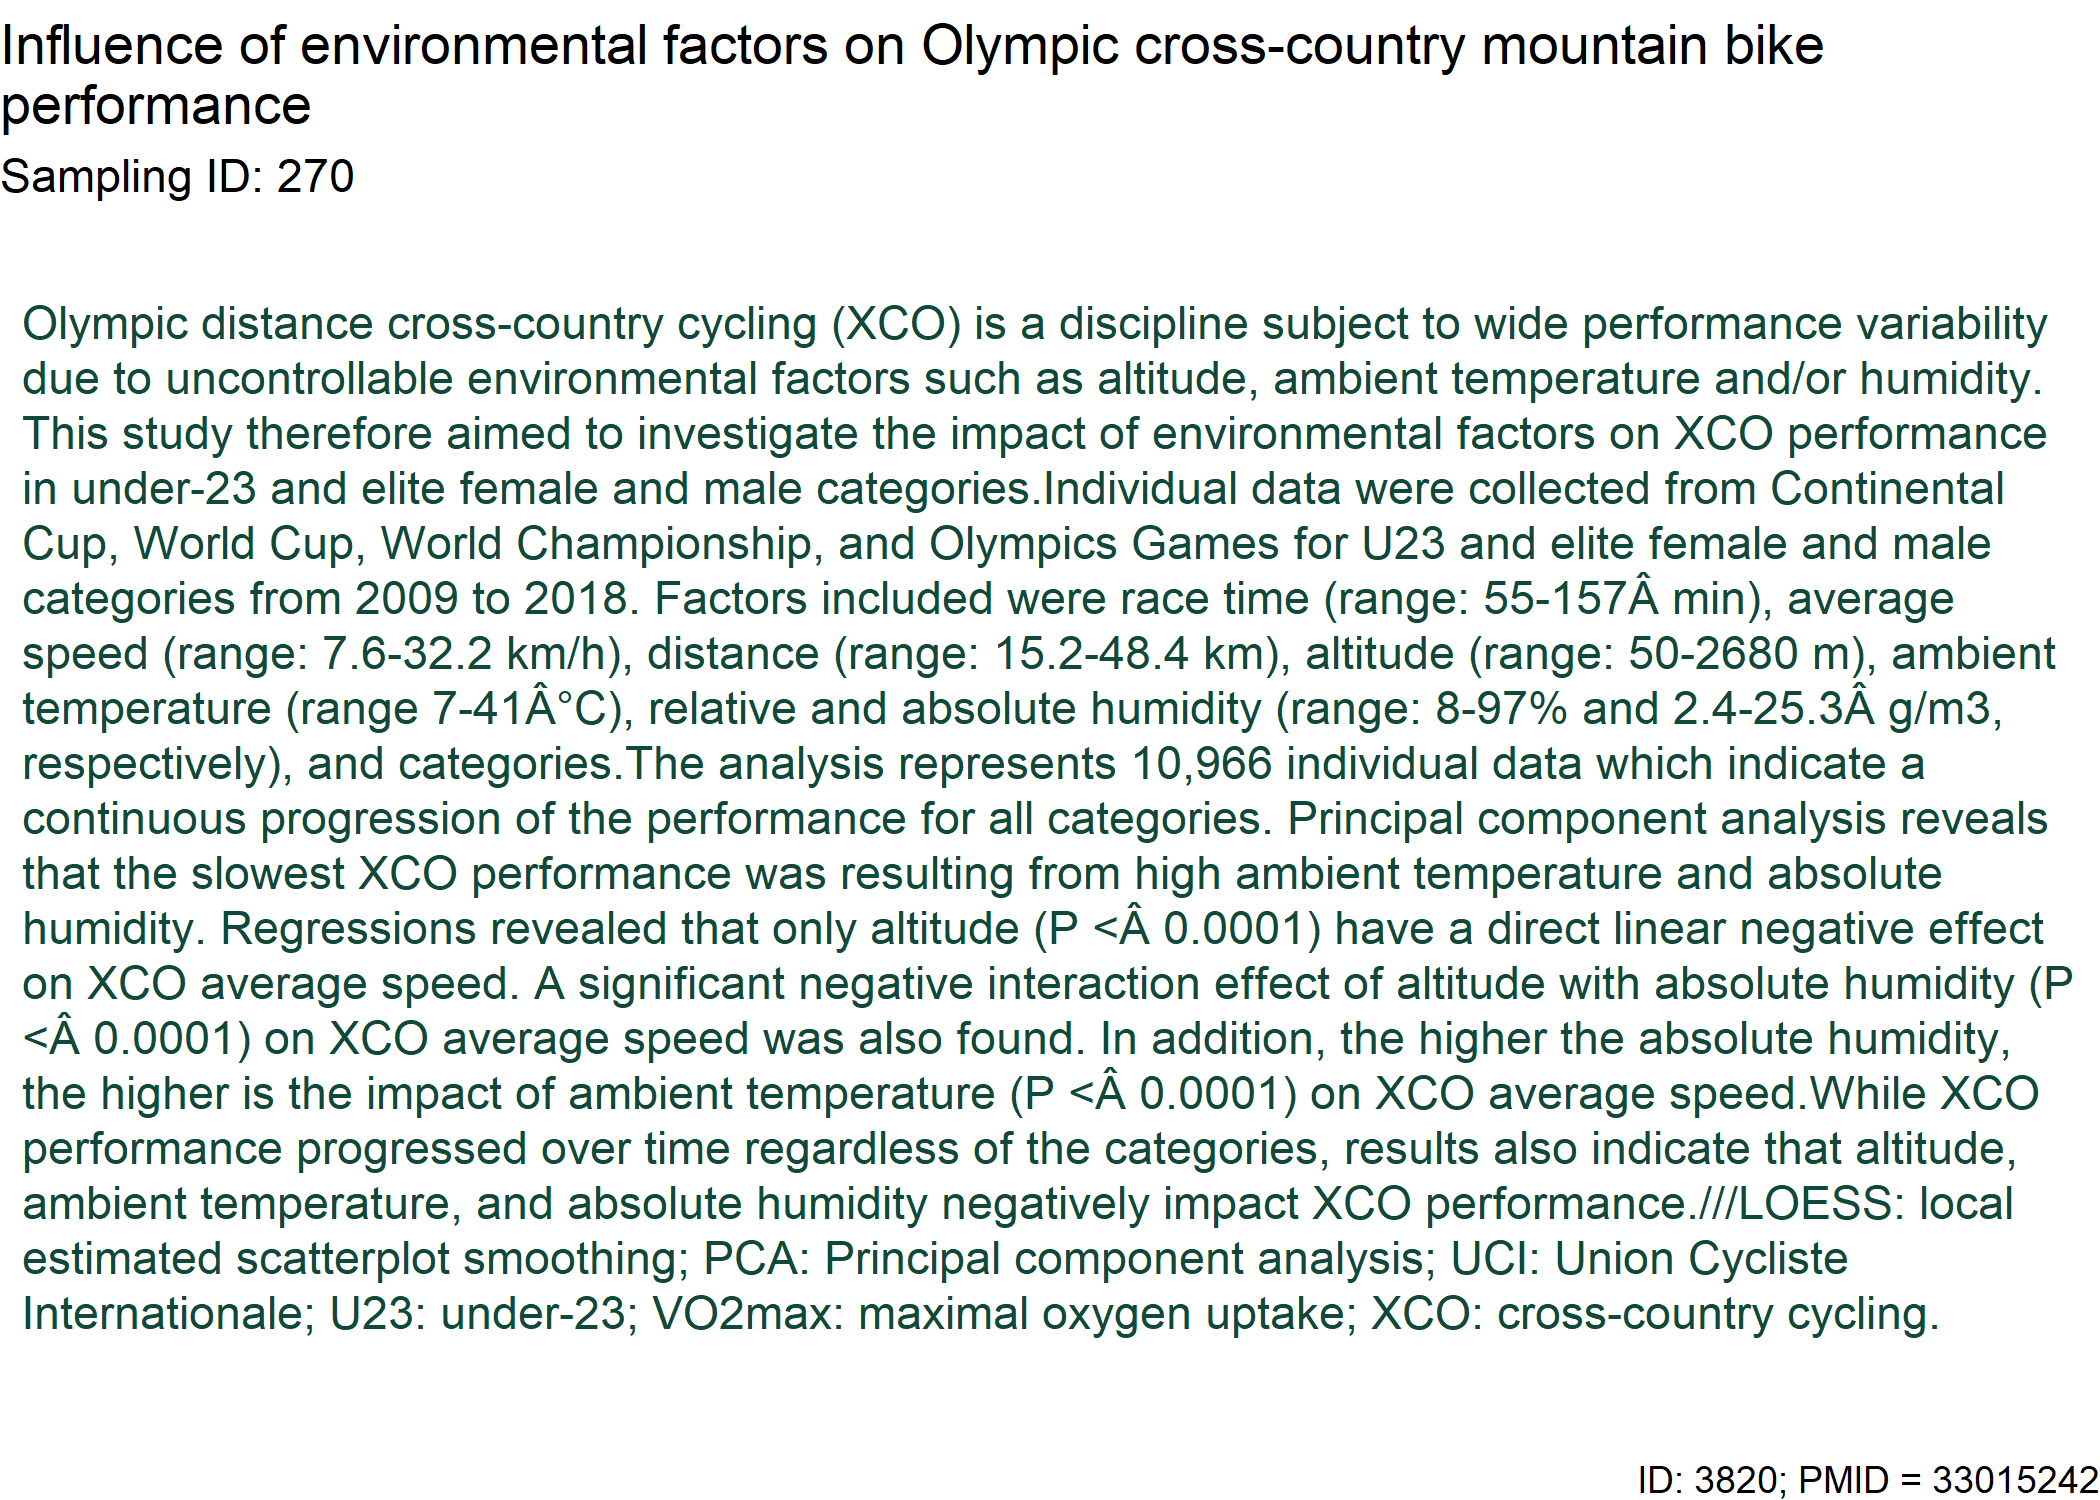 Influence of environmental factors on Olympic cross-country mountain bike
performance
Sampling ID: 270
Olympic distance cross-country cycling (XCO) is a discipline subject to wide performance variability
due to uncontrollable environmental factors such as altitude, ambient temperature and/or humidity.
This study therefore aimed to investigate the impact of environmental factors on XCO performance
in under-23 and elite female and male categories.Individual data were collected from Continental
Cup, World Cup, World Championship, and Olympics Games for U23 and elite female and male
categories from 2009 to 2018. Factors included were race time (range: 55-157Â min), average
speed (range: 7.6-32.2 km/h), distance (range: 15.2-48.4 km), altitude (range: 50-2680 m), ambient
temperature (range 7-41Â°C), relative and absolute humidity (range: 8-97% and 2.4-25.3Â g/m3,
respectively), and categories.The analysis represents 10,966 individual data which indicate a
continuous progression of the performance for all categories. Principal component analysis reveals
that the slowest XCO performance was resulting from high ambient temperature and absolute
humidity. Regressions revealed that only altitude (P <Â 0.0001) have a direct linear negative effect
on XCO average speed. A significant negative interaction effect of altitude with absolute humidity (P
<Â 0.0001) on XCO average speed was also found. In addition, the higher the absolute humidity,
the higher is the impact of ambient temperature (P <Â 0.0001) on XCO average speed.While XCO
performance progressed over time regardless of the categories, results also indicate that altitude,
ambient temperature, and absolute humidity negatively impact XCO performance.///LOESS: local
estimated scatterplot smoothing; PCA: Principal component analysis; UCI: Union Cycliste
Internationale; U23: under-23; VO2max: maximal oxygen uptake; XCO: cross-country cycling.
ID: 3820; PMID = 33015242